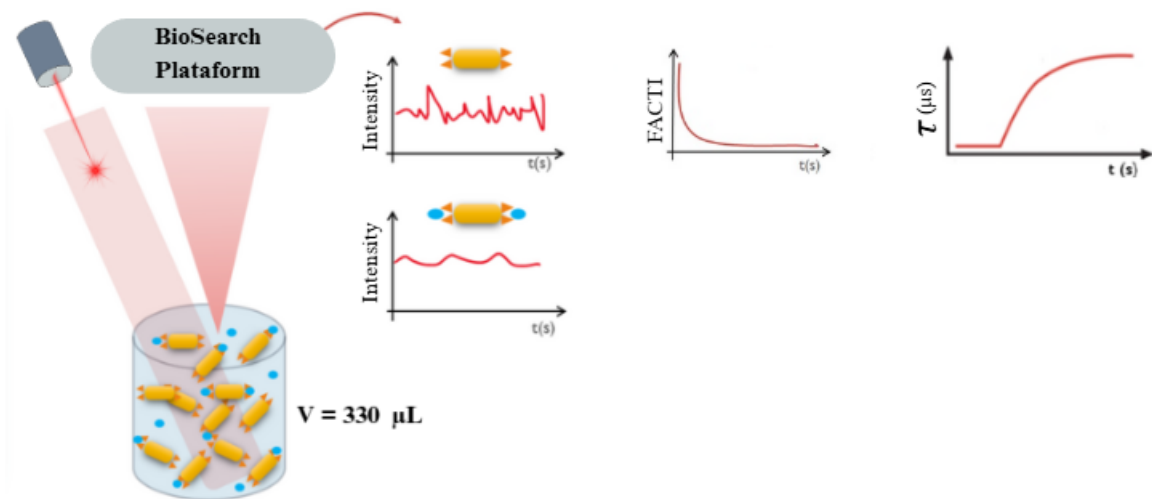 BioSearch
Plataform
Intensity
t(s)
FACTI
t(s)
τ (µs)
t (s)
Intensity
t(s)
V = 330 µL